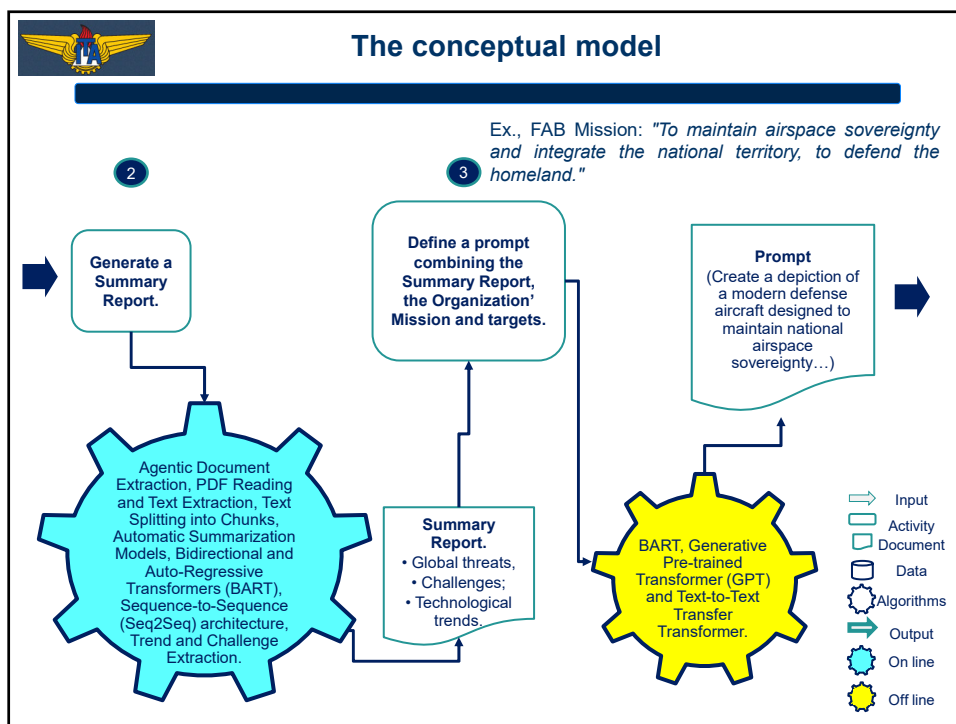 ITA
The conceptual model
Ex., FAB Mission: "To maintain airspace sovereignty
and integrate the national territory, to defend the
homeland."
2
3
Generate a
Summary
Report.
Define a prompt
combining the
Summary Report,
the Organization’
Mission and targets.
Prompt
(Create a depiction of
a modern defense
aircraft designed to
maintain national
airspace
sovereignty…)
Agentic Document
Extraction, PDF Reading
and Text Extraction, Text
Splitting into Chunks,
Automatic Summarization
Models, Bidirectional and
Auto-Regressive
Transformers (BART),
Sequence-to-Sequence
(Seq2Seq) architecture,
Trend and Challenge
Extraction.
Summary
Report.
• Global threats,
• Challenges;
• Technological
trends.
BART, Generative
Pre-trained
Transformer (GPT)
and Text-to-Text
Transfer
Transformer.
Input
Activity
Document
Data
Algorithms
Output
On line
Off line